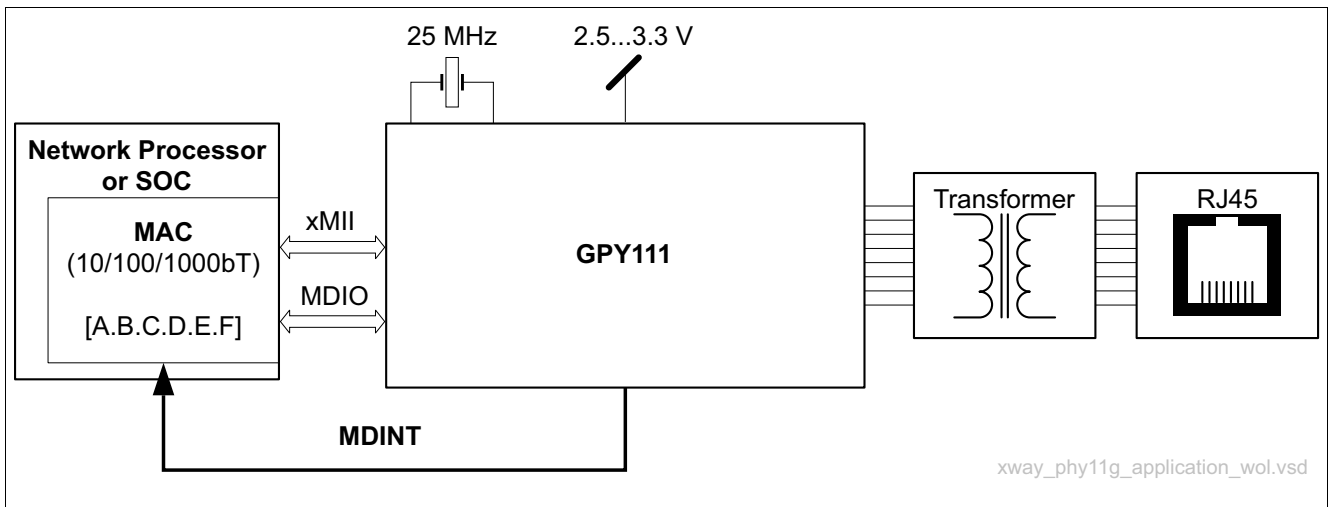 25 MHz
2.5...3.3 V
Network Processor
or SOC
MAC
(10/100/1000bT)
[A.B.C.D.E.F]
xMII
MDIO
GPY111
Transformer
RJ45
MDINT
xway_phy11g_application_wol.vsd